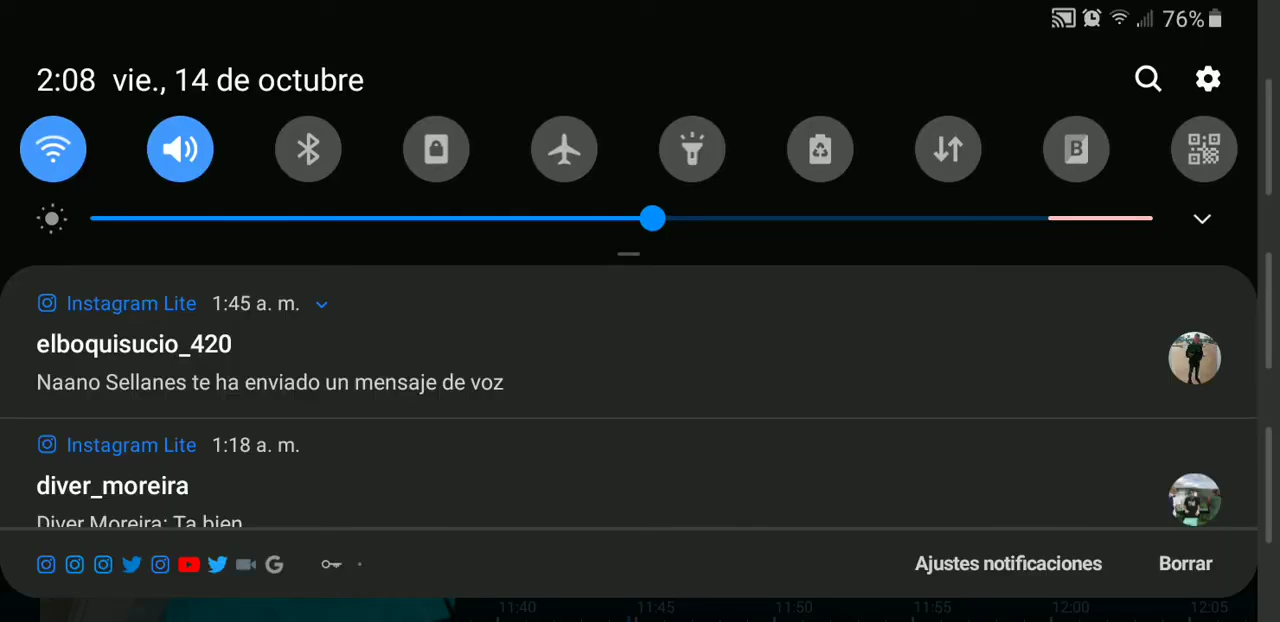 76%
2:08 vie., 14 de octubre
B
Instagram Lite 1:45 a. m.
elboquisucio_420
Naano Sellanes te ha enviado un mensaje de voz
Instagram Lite 1:18 a. m.
diver_moreira
Diver Moreira: Ta bien
G
Ajustes notificaciones Borrar
11:40 11:45 11:50 11:55 12:00 12:05